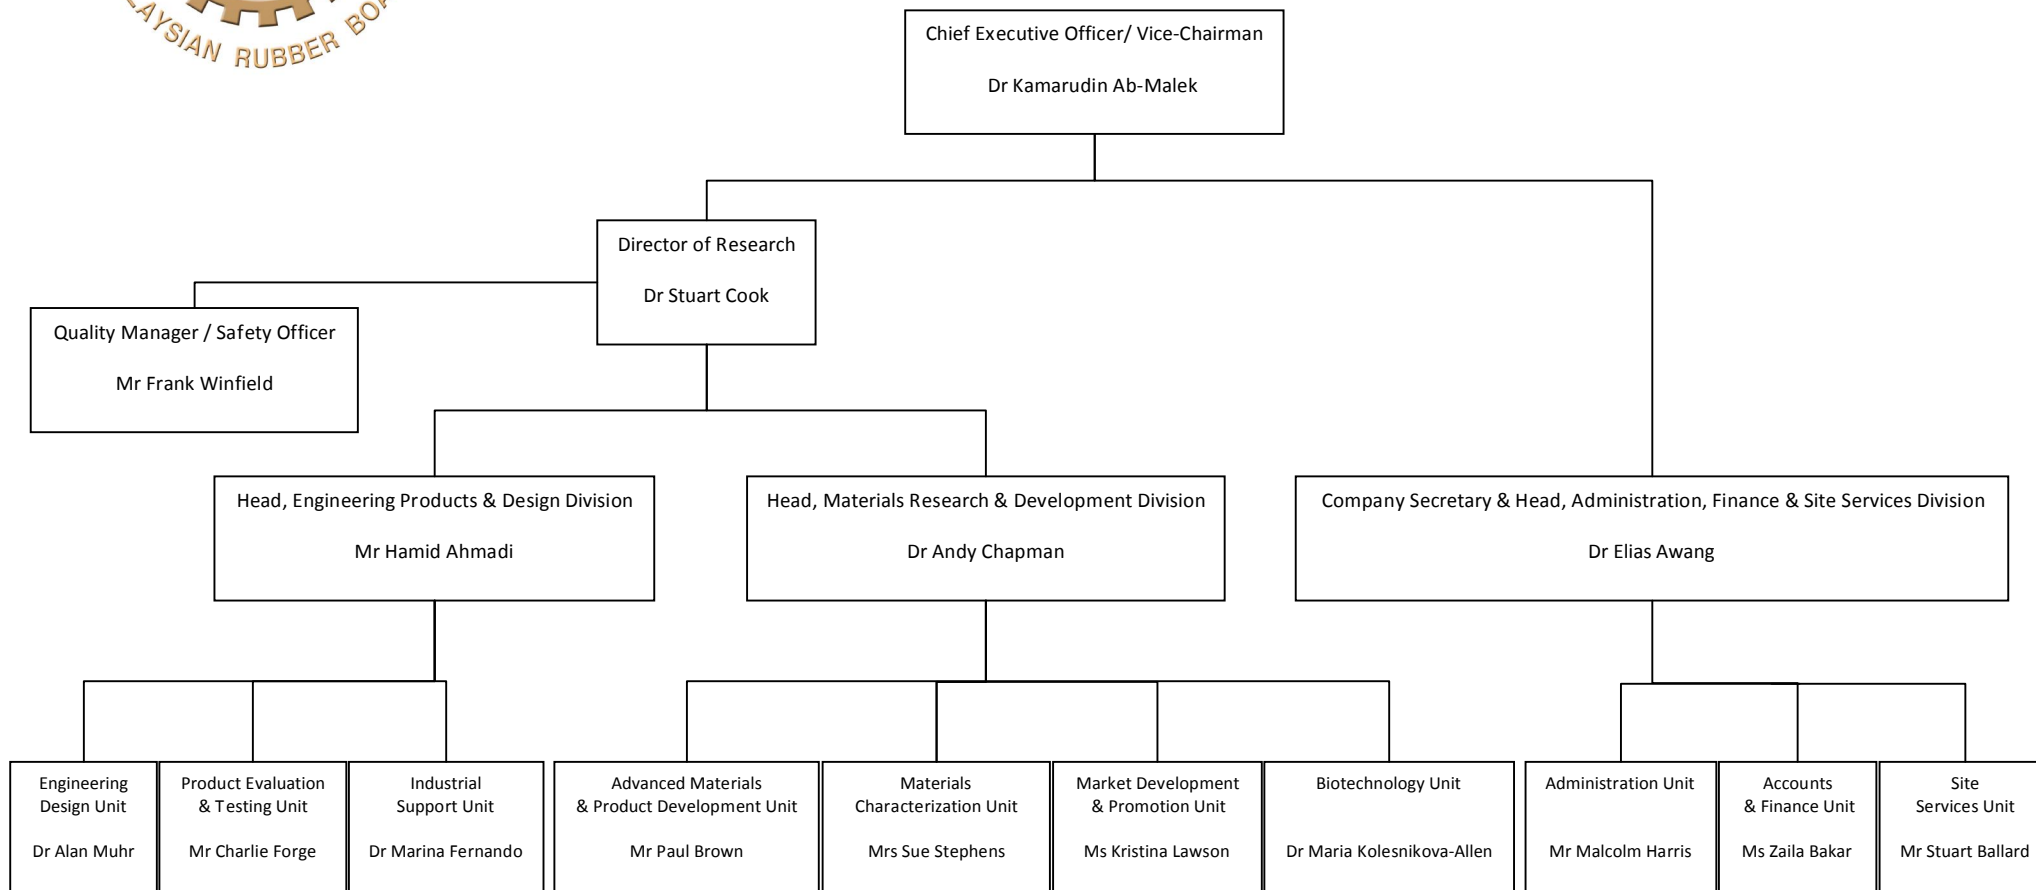 LAYSIAN RUBBER BOA
Chief Executive Officer/ Vice-Chairman
Dr Kamarudin Ab-Malek
Director of Research
Dr Stuart Cook
Quality Manager / Safety Officer
Mr Frank Winfield
Head, Engineering Products & Design Division
Mr Hamid Ahmadi
Head, Materials Research & Development Division
Dr Andy Chapman
Company Secretary & Head, Administration, Finance & Site Services Division
Dr Elias Awang
Engineering
Design Unit
Dr Alan Muhr
Product Evaluation
& Testing Unit
Mr Charlie Forge
Industrial
Support Unit
Dr Marina Fernando
Advanced Materials
& Product Development Unit
Mr Paul Brown
Materials
Characterization Unit
Mrs Sue Stephens
Market Development
& Promotion Unit
Ms Kristina Lawson
Biotechnology Unit
Dr Maria Kolesnikova-Allen
Administration Unit
Mr Malcolm Harris
Accounts
& Finance Unit
Ms Zaila Bakar
Site
Services Unit
Mr Stuart Ballard